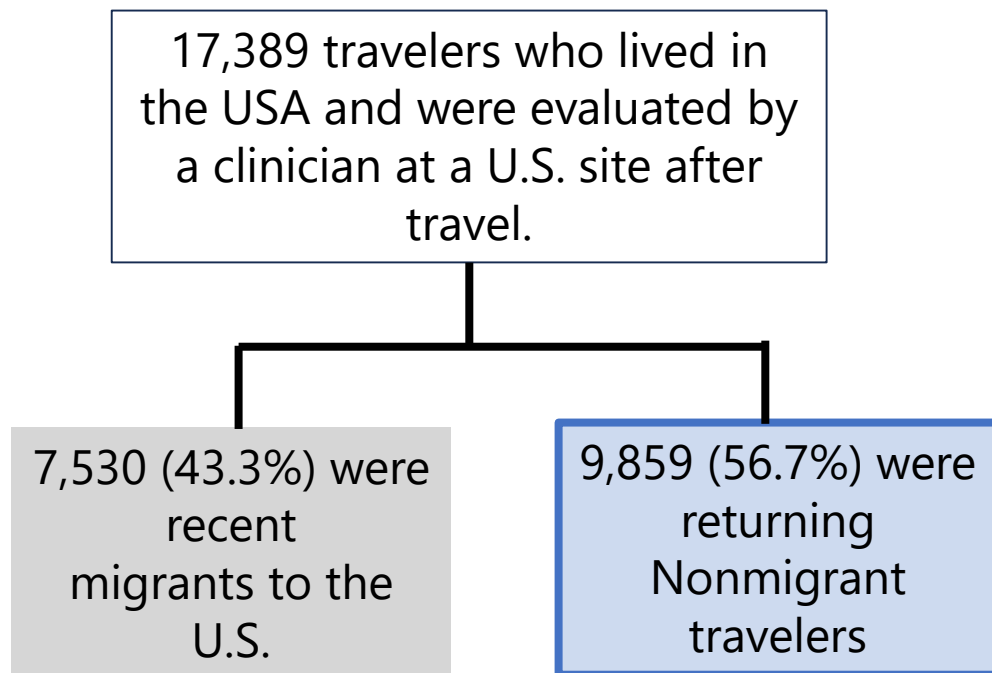 17,389 travelers who lived in
the USA and were evaluated by
a clinician at a U.S. site after
travel.
7,530 (43.3%) were
recent
migrants to the
U.S.
9,859 (56.7%) were
returning
Nonmigrant
travelers